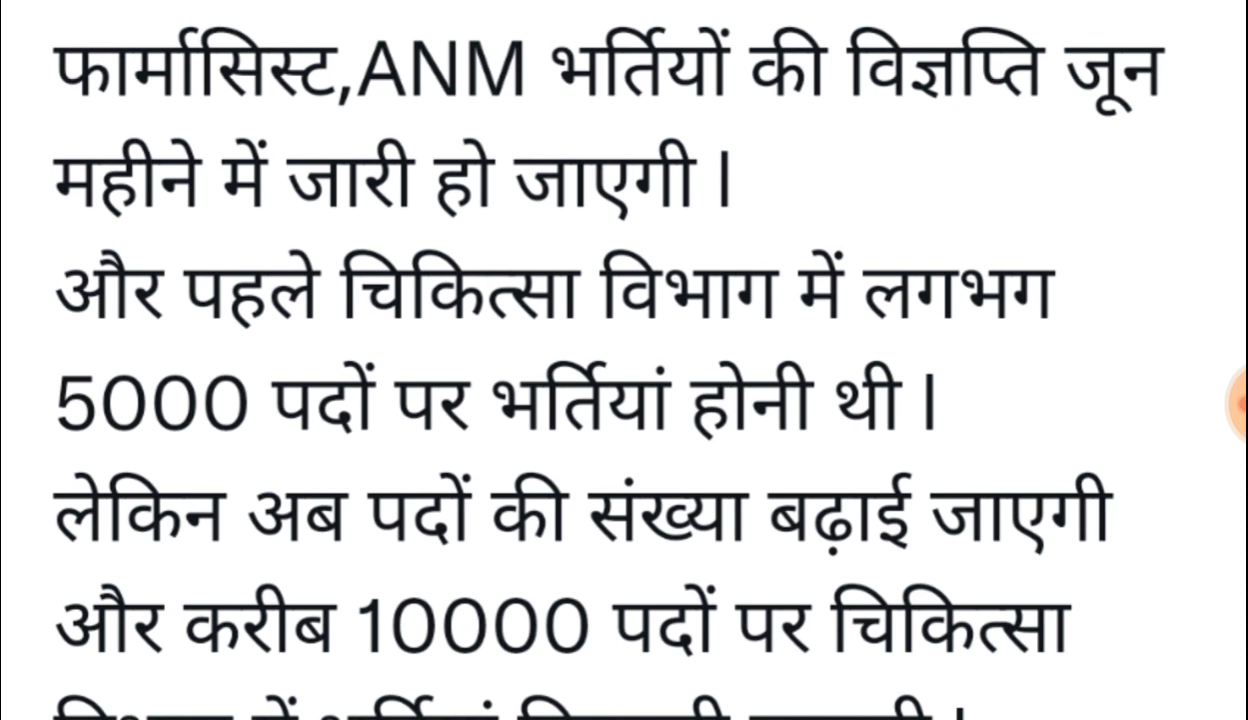 फार्मासिस्ट,ANM भर्तियों की विज्ञप्ति जून
महीने में जारी हो जाएगी l
और पहले चिकित्सा विभाग में लगभग
5000 पदों पर भर्तियां होनी थी l
लेकिन अब पदों की संख्या बढ़ाई जाएगी
और करीब 10000 पदों पर चिकित्सा